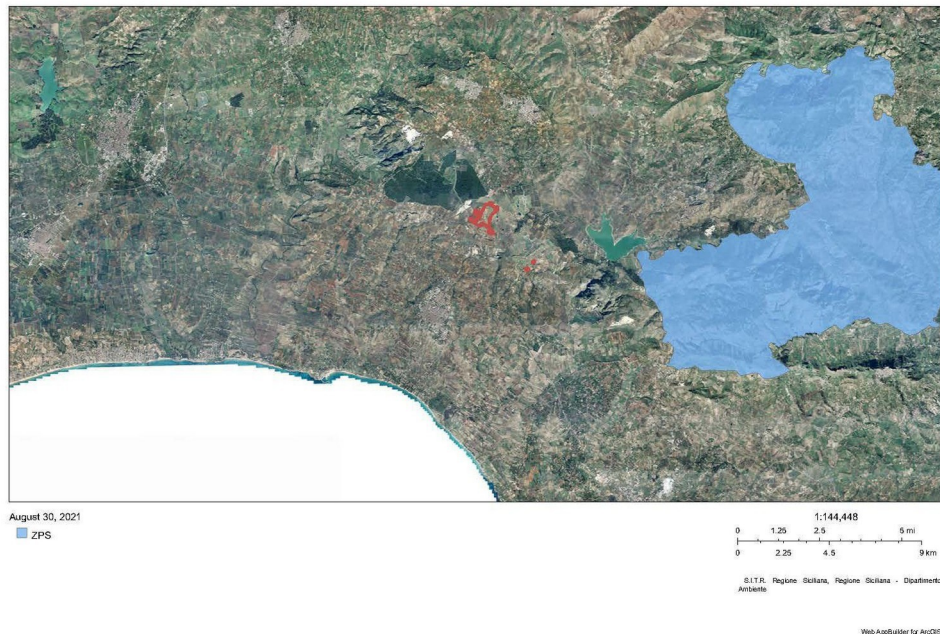 August 30, 2021
ZPS
1:144,448
0 1.25 2.5 5 mi
0 2.25 4.5 9 km
S.I.T.R. Regione Siciliana, Regione Siciliana - Dipartimento
Ambiente
Web AppBuilder for ArcGIS